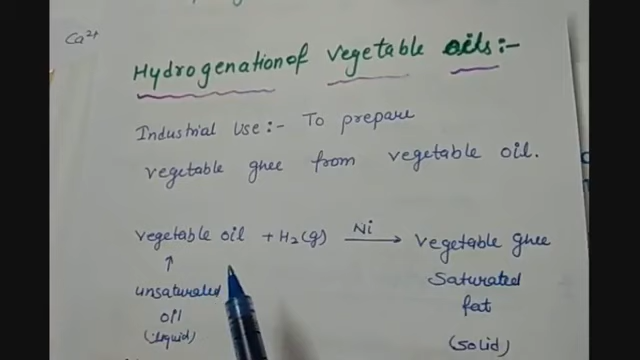 Ca²⁺
Hydrogenation of vegetable oils:-
Industrial Use:- To prepare
vegetable ghee from vegetable oil.
Ni
vegetable oil + H₂(g) ⟶ vegetable ghee
↑
unsaturated
oil
(liquid)
Saturated
fat
(solid)